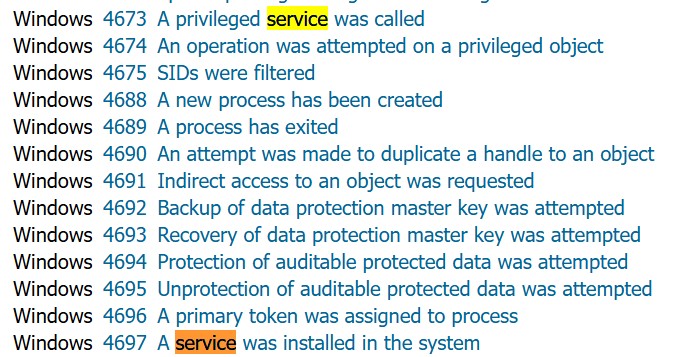 Windows 4673 A privileged service was called
Windows 4674 An operation was attempted on a privileged object
Windows 4675 SIDs were filtered
Windows 4688 A new process has been created
Windows 4689 A process has exited
Windows 4690 An attempt was made to duplicate a handle to an object
Windows 4691 Indirect access to an object was requested
Windows 4692 Backup of data protection master key was attempted
Windows 4693 Recovery of data protection master key was attempted
Windows 4694 Protection of auditable protected data was attempted
Windows 4695 Unprotection of auditable protected data was attempted
Windows 4696 A primary token was assigned to process
Windows 4697 A service was installed in the system